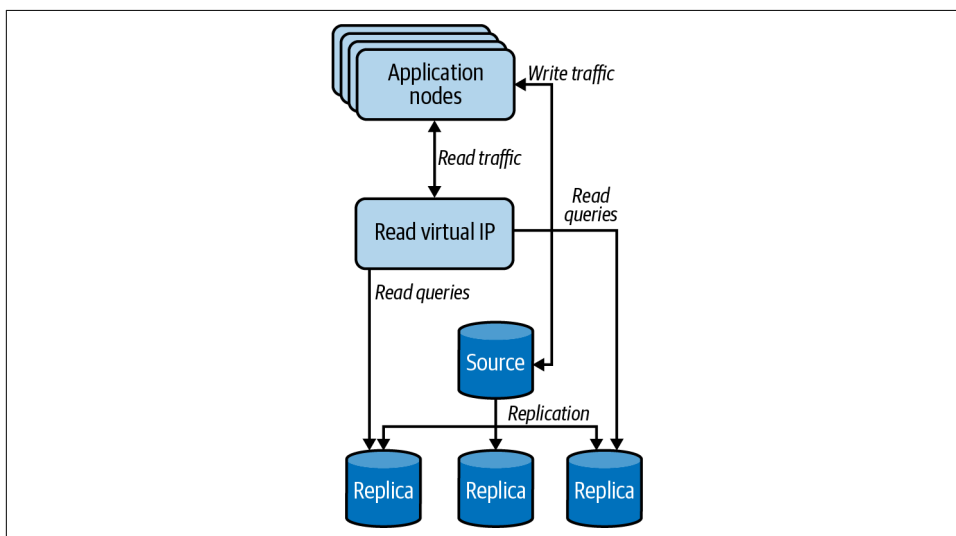 Application
nodes
Write traffic
Read traffic
Read
queries
Read virtual IP
Read queries
Source
Replication
Replica
Replica
Replica